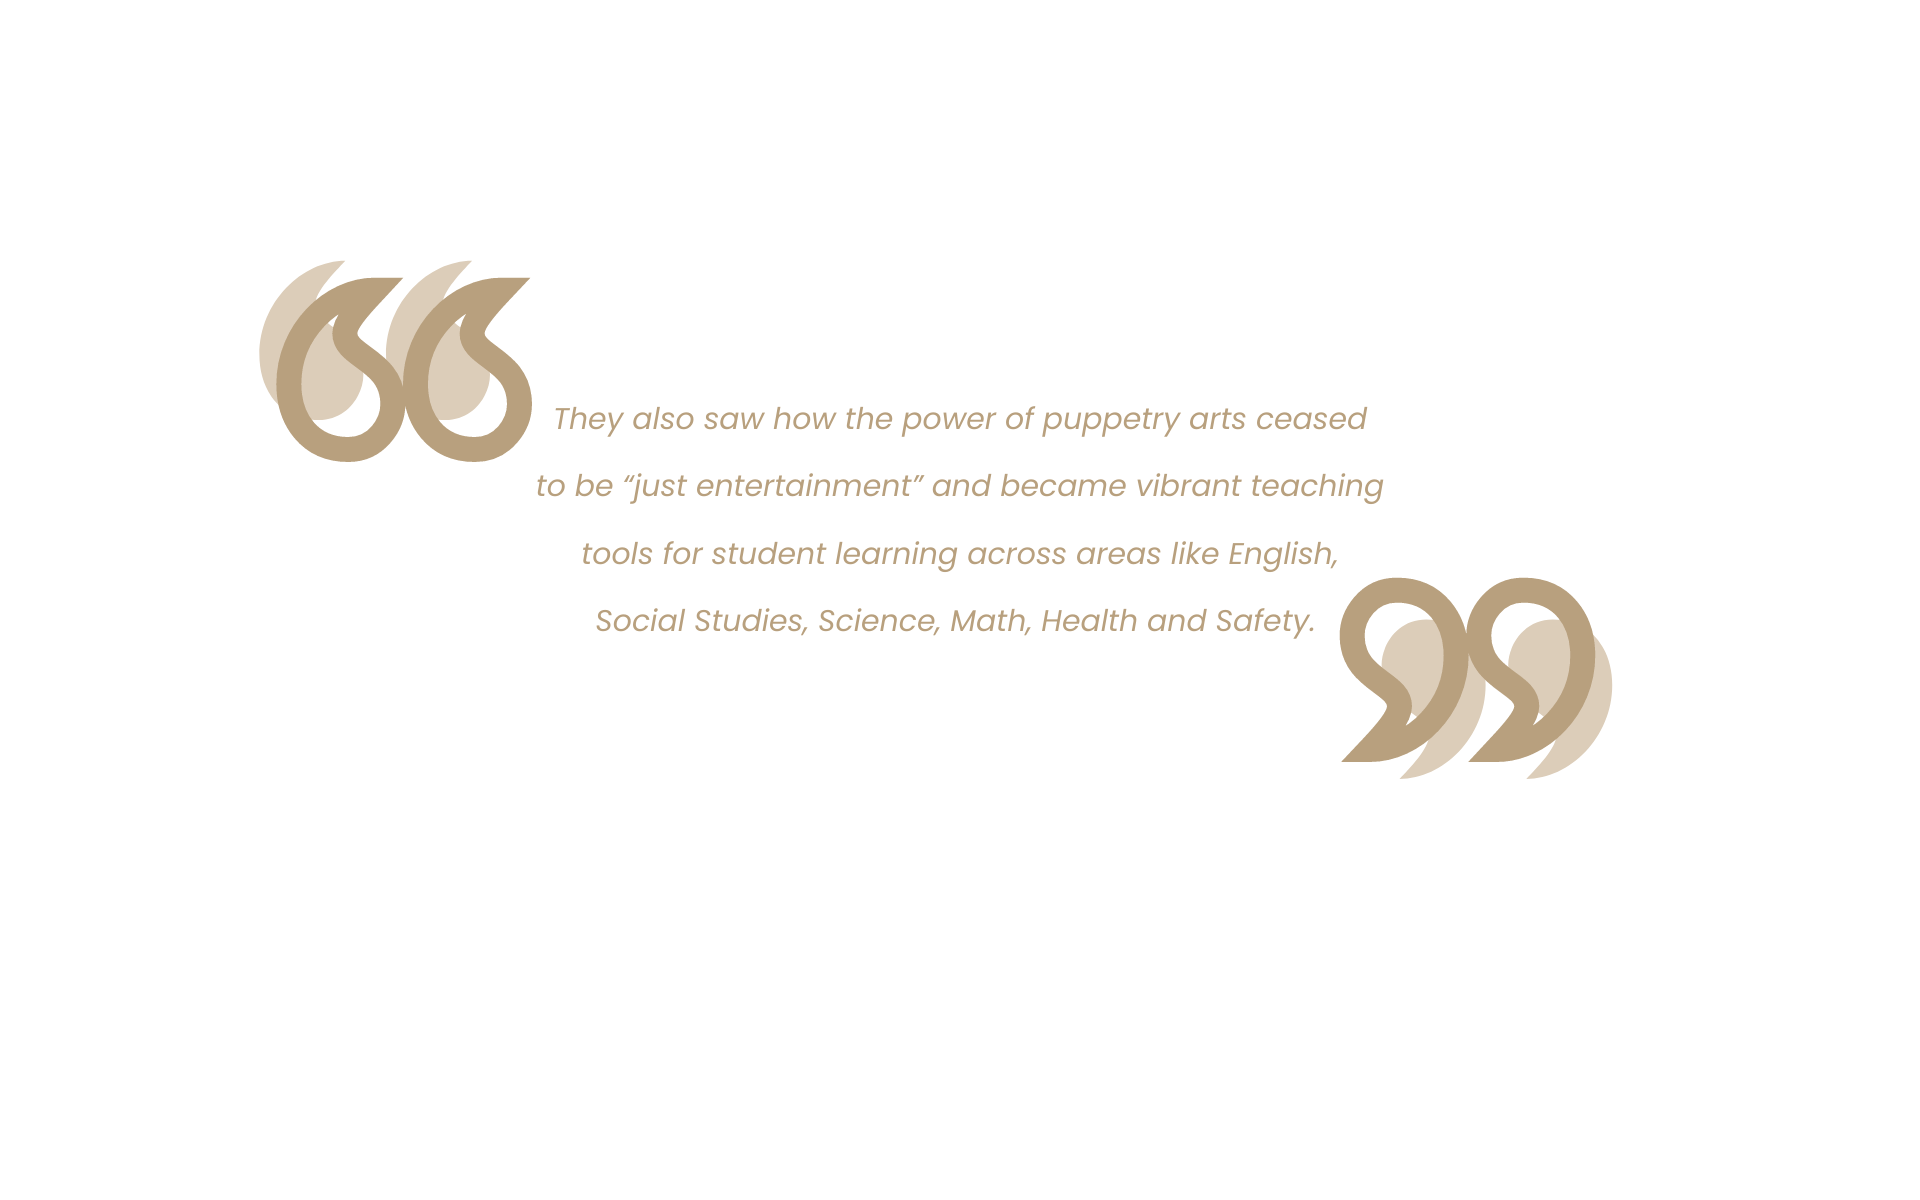 They also saw how the power of puppetry arts ceased
to be “just entertainment” and became vibrant teaching
tools for student learning across areas like English,
Social Studies, Science, Math, Health and Safety.